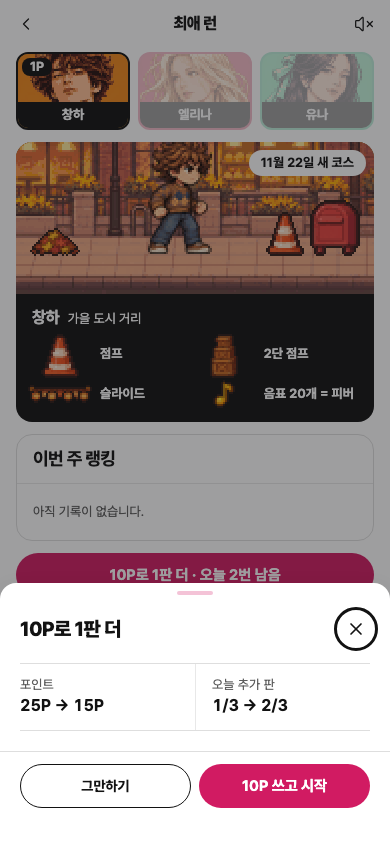 최애 런
1P
창하
엘리나
유나
11월 22일 새 코스
창하 가을 도시 거리
점프
2단 점프
슬라이드
음표 20개 = 피버
이번 주 랭킹
아직 기록이 없습니다.
10P로 1판 더 · 오늘 2번 남음
10P로 1판 더
포인트
25P → 15P
오늘 추가 판
1/3 → 2/3
그만하기
10P 쓰고 시작